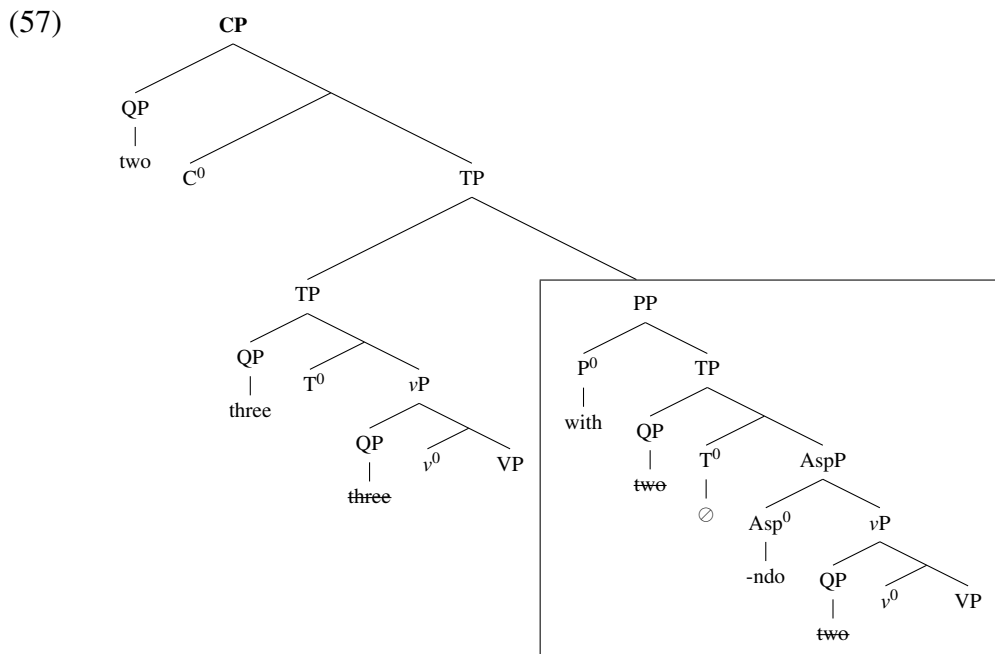 (57)
CP
QP
two
C⁰
TP
TP
PP
QP
three
T⁰
vP
P⁰
with
TP
QP
three
v⁰
VP
QP
two
T⁰
∅
AspP
Asp⁰
-ndo
vP
QP
two
v⁰
VP